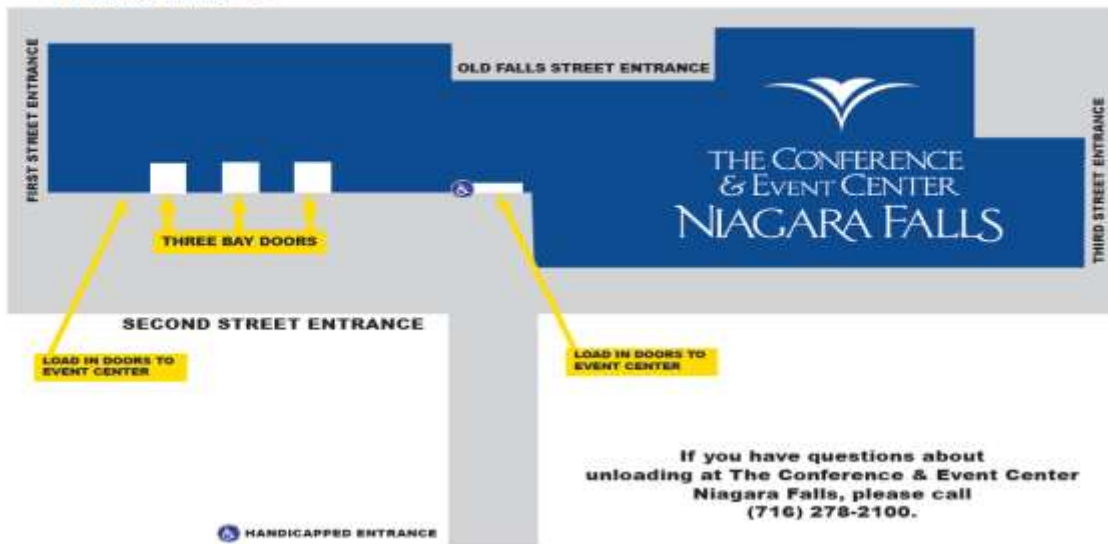 OLD FALLS STREET ENTRANCE
FIRST STREET ENTRANCE
THE CONFERENCE
& EVENT CENTER
NIAGARA FALLS
THIRD STREET ENTRANCE
THREE BAY DOORS
SECOND STREET ENTRANCE
LOAD IN DOORS TO
EVENT CENTER
LOAD IN DOORS TO
EVENT CENTER
If you have questions about
unloading at The Conference & Event Center
Niagara Falls, please call
(716) 278-2100.
HANDICAPPED ENTRANCE